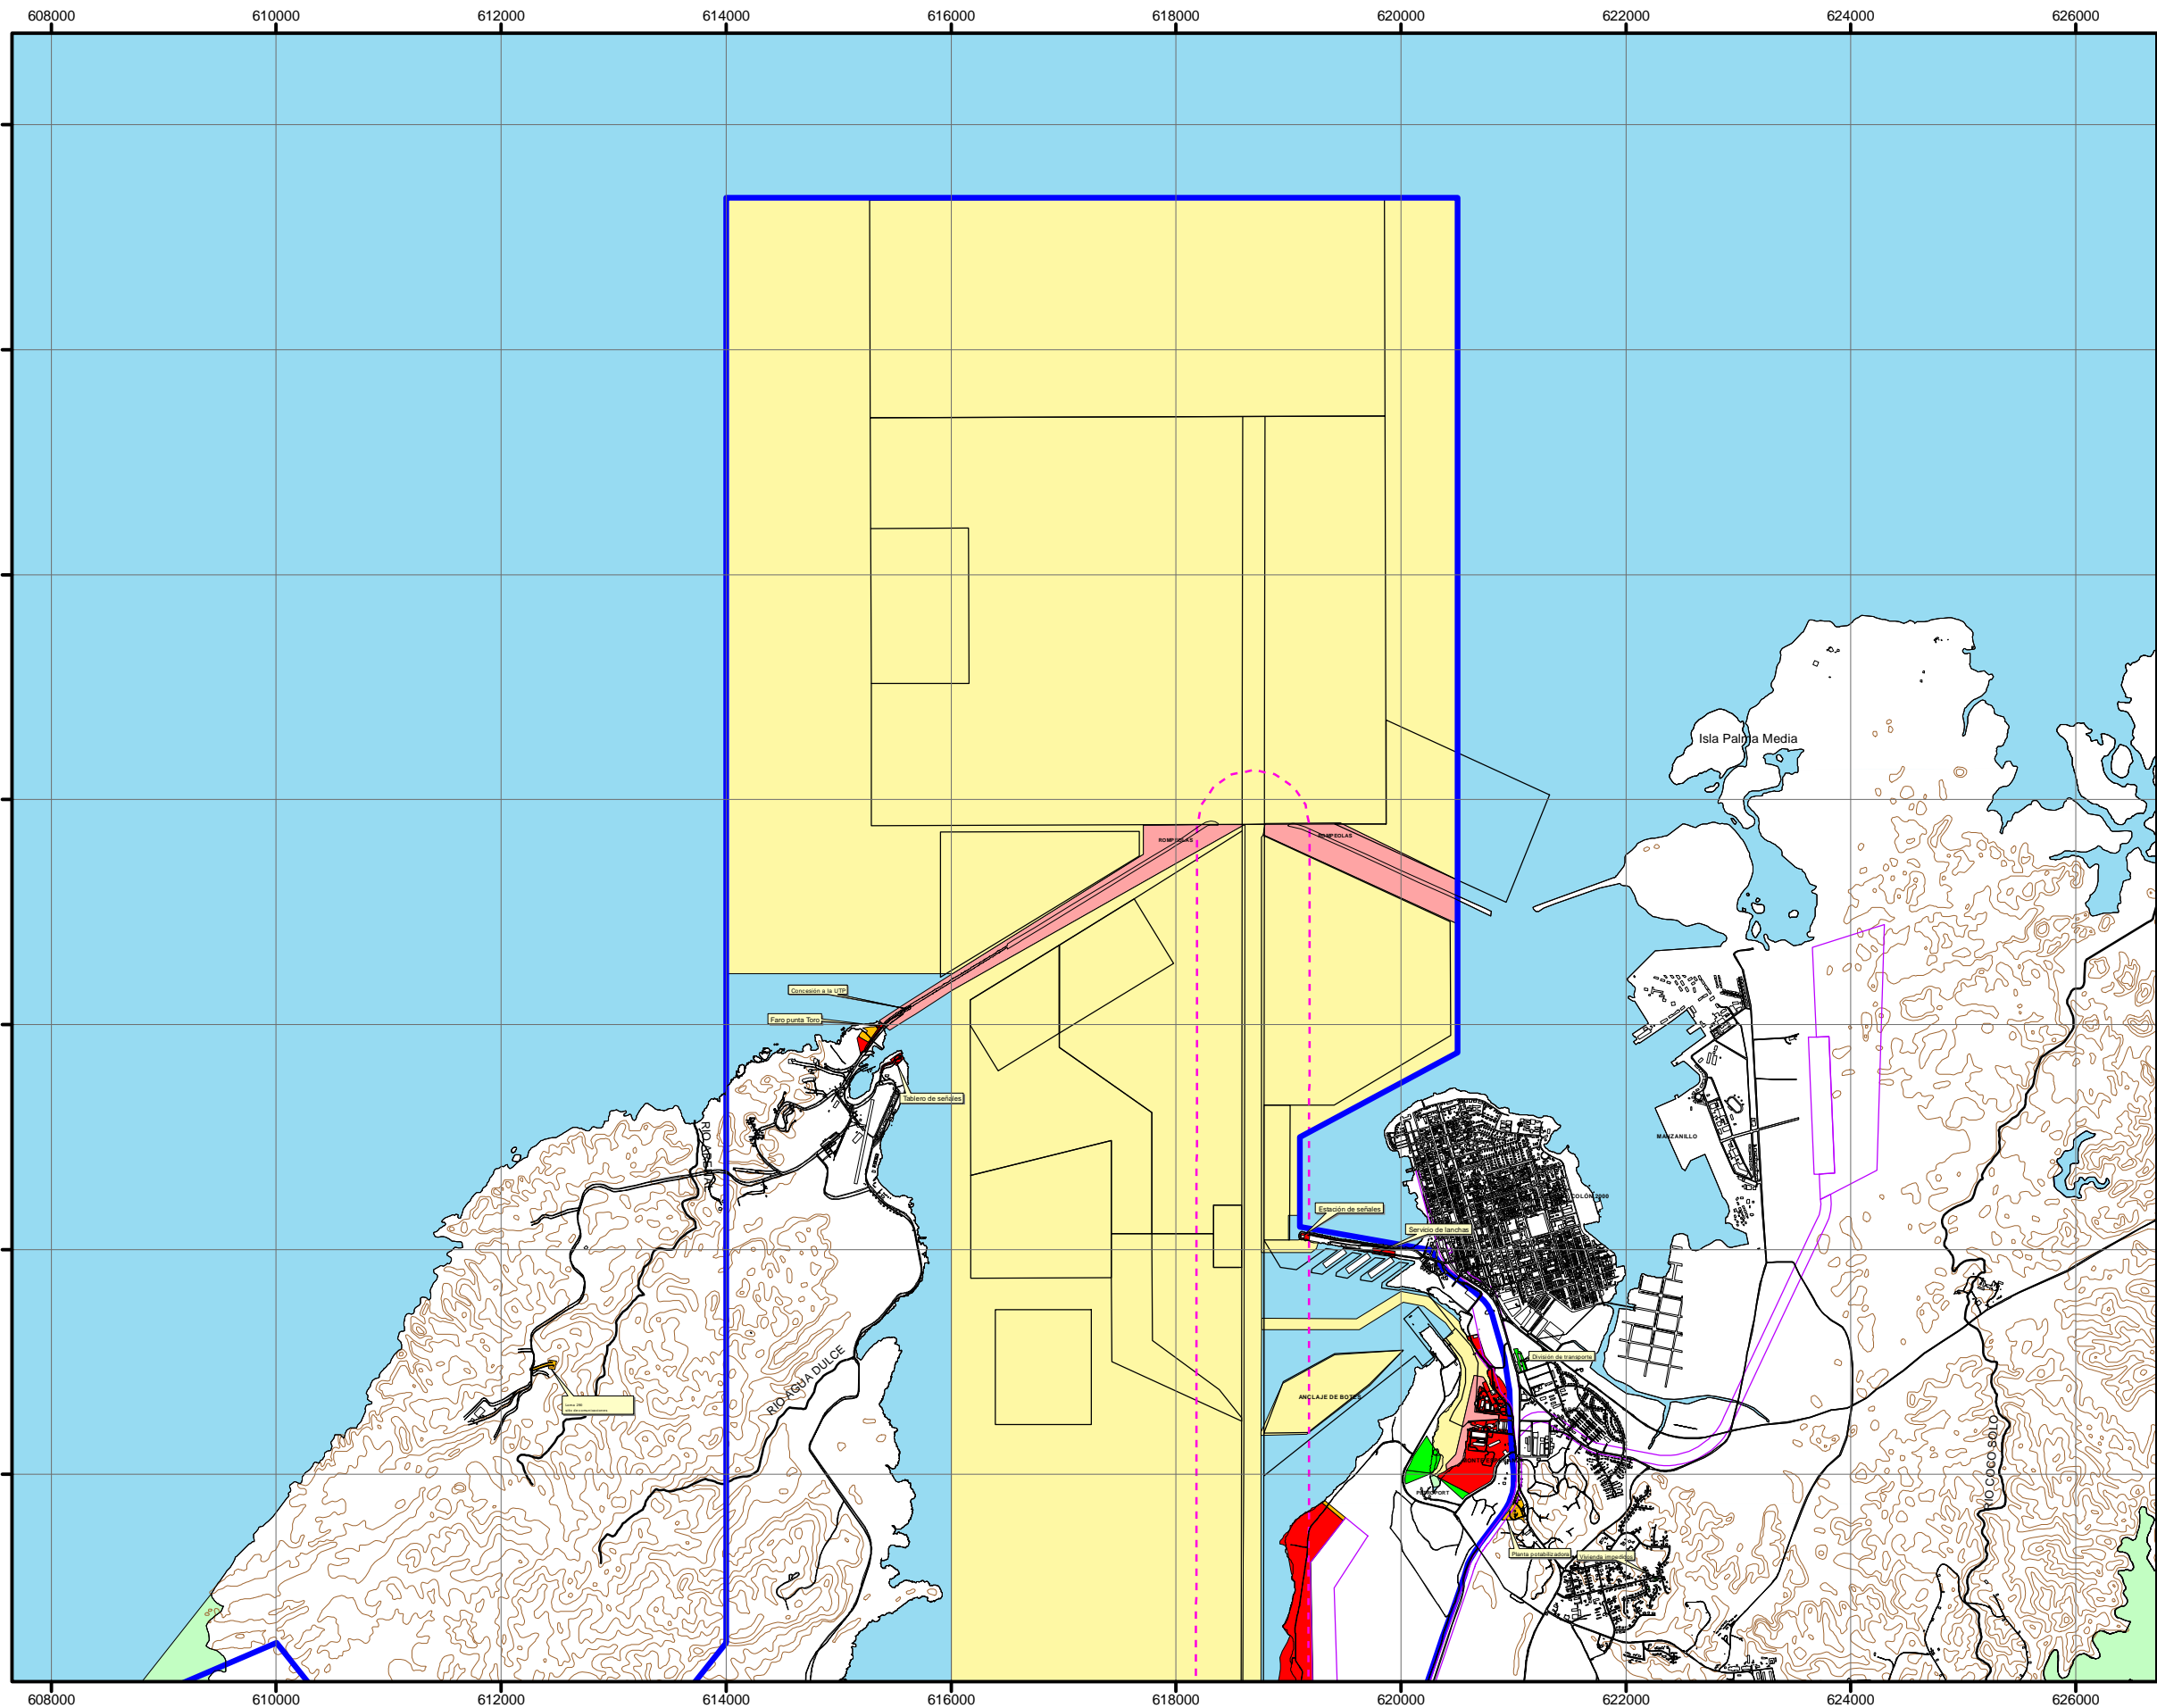 608000 610000 612000 614000 616000 618000 620000 622000 624000 626000
Isla Palma Media
ROMPEOLAS
ROMPEOLAS
Concesión a la UTP
Faro punta Toro
Tablero de señales
MANZANILLO
COLÓN 2000
Estación de señales
Servicio de lanchas
División de transporte
ANCLAJE DE BOTES
RIO AGUA DULCE
RIO COCO SOLO
Planta potabilizadora
Vivienda
608000 610000 612000 614000 616000 618000 620000 622000 624000 626000